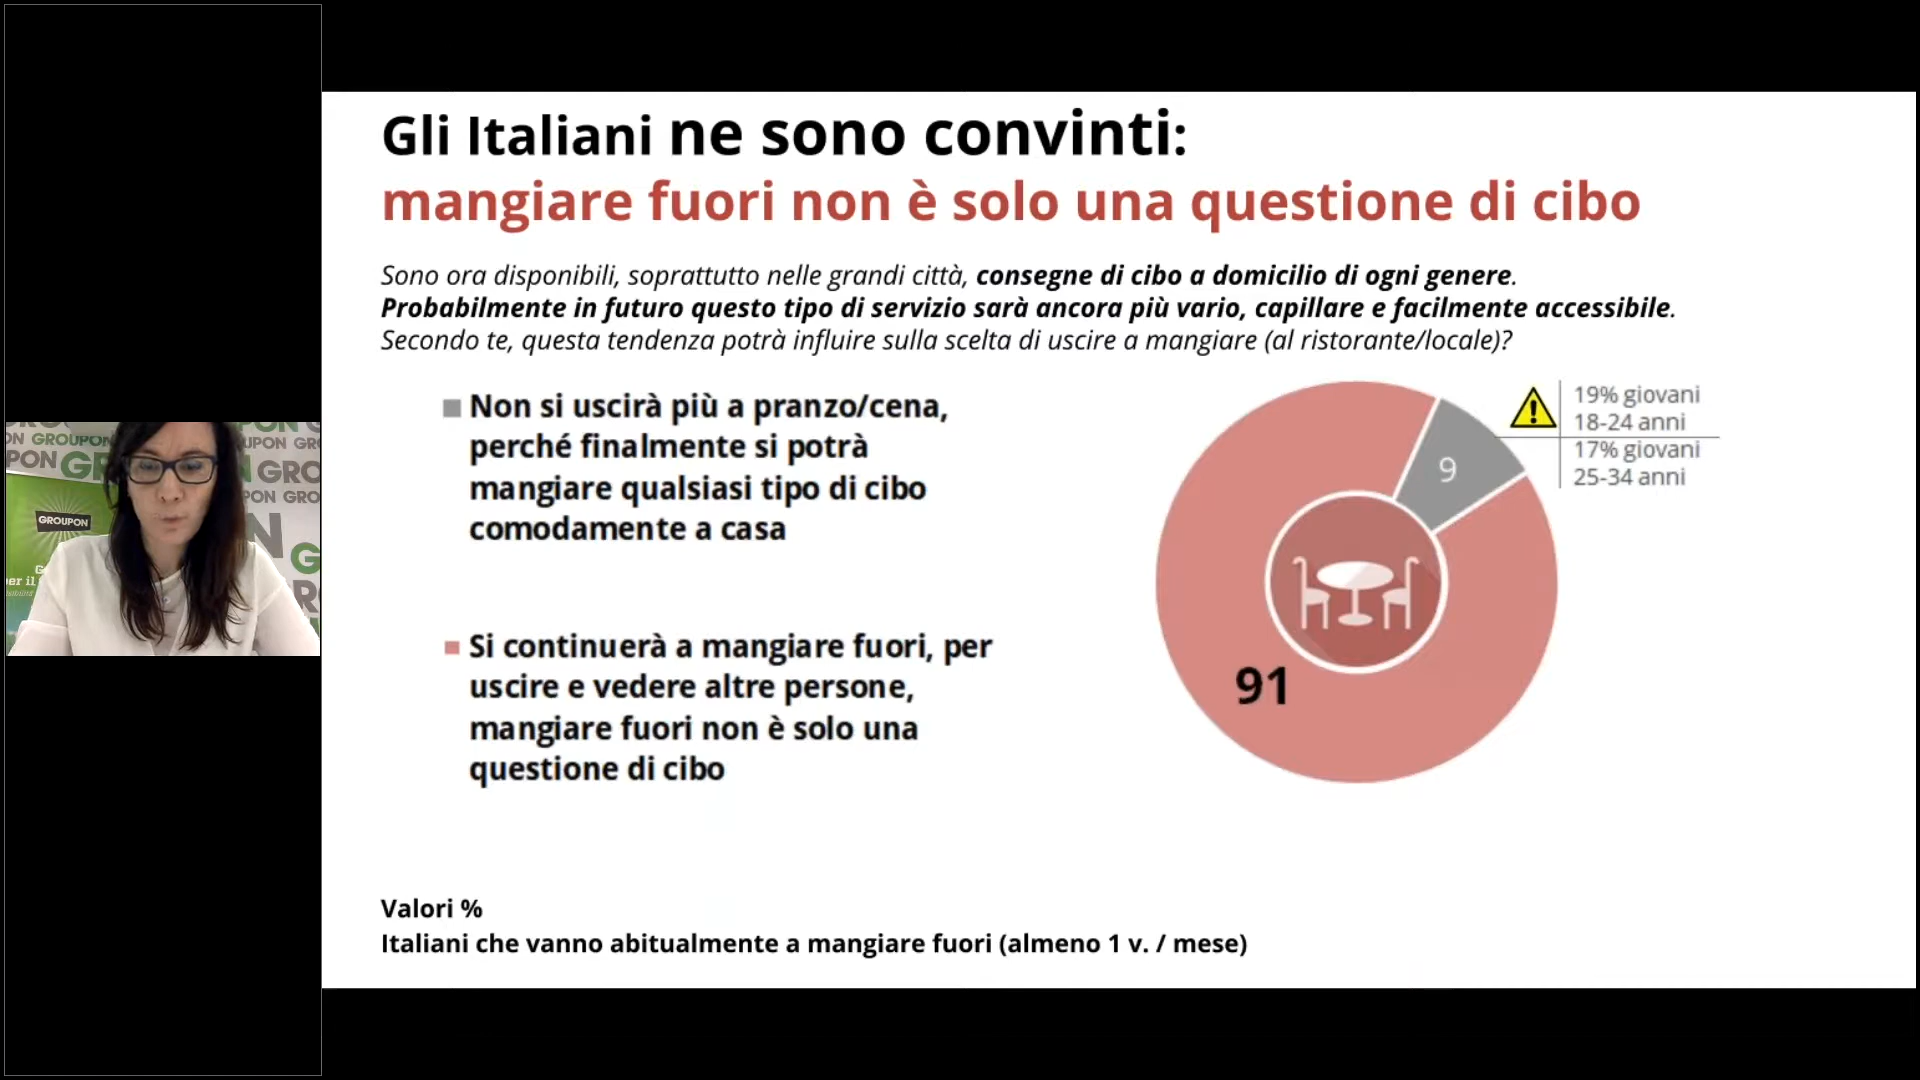 Gli Italiani ne sono convinti:
mangiare fuori non è solo una questione di cibo
Sono ora disponibili, soprattutto nelle grandi città, consegne di cibo a domicilio di ogni genere.
Probabilmente in futuro questo tipo di servizio sarà ancora più vario, capillare e facilmente accessibile.
Secondo te, questa tendenza potrà influire sulla scelta di uscire a mangiare (al ristorante/locale)?
Non si uscirà più a pranzo/cena,
perché finalmente si potrà
mangiare qualsiasi tipo di cibo
comodamente a casa
Si continuerà a mangiare fuori, per
uscire e vedere altre persone,
mangiare fuori non è solo una
questione di cibo
9
91
19% giovani
18-24 anni
17% giovani
25-34 anni
Valori %
Italiani che vanno abitualmente a mangiare fuori (almeno 1 v. / mese)
GROUPON
GROUPON